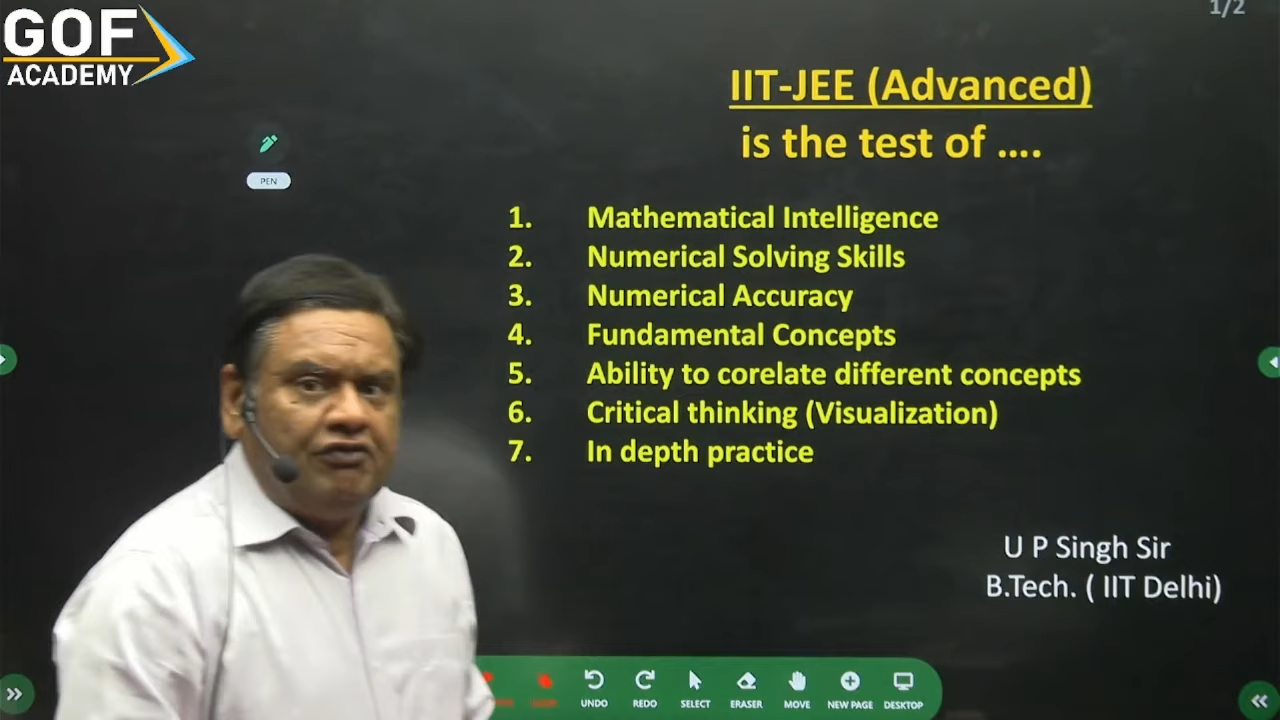 GOF
ACADEMY
1/2
IIT-JEE (Advanced)
is the test of ....
PEN
1. Mathematical Intelligence
2. Numerical Solving Skills
3. Numerical Accuracy
4. Fundamental Concepts
5. Ability to corelate different concepts
6. Critical thinking (Visualization)
7. In depth practice
U P Singh Sir
B.Tech. ( IIT Delhi)
UNDO REDO SELECT ERASER MOVE NEW PAGE DESKTOP